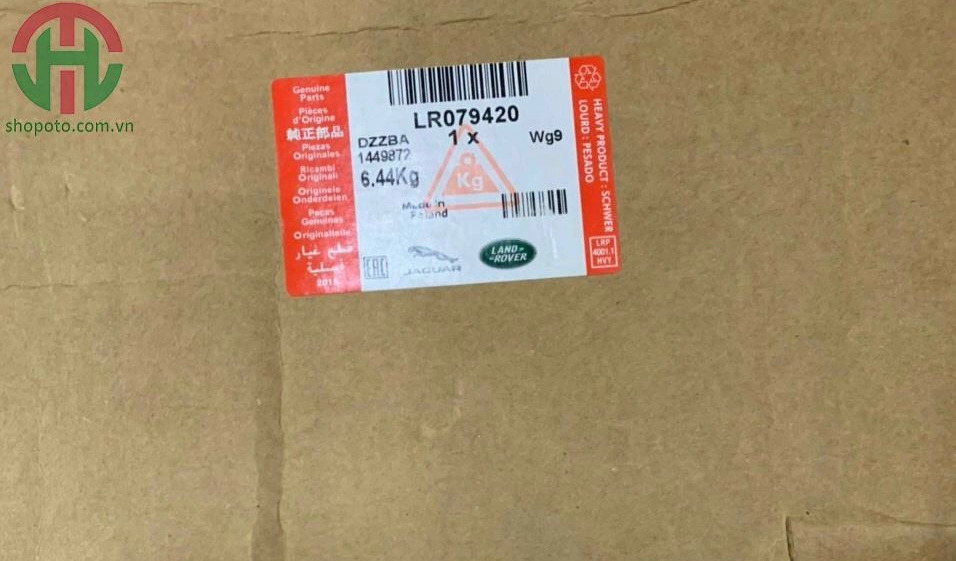 shopoto.com.vn
Genuine
Parts
Pièces
d'Origine
純正部品
Piezas
Originales
Ricambi
Originali
Originele
Onderdelen
Peças
Genuínas
Originalteile
قطع غيار
أصلية
LR079420
DZZBA
1 x
Wg9
1449872
6.44Kg
Kg
Made in
Poland
EAC
JAGUAR
LAND-
-ROVER
HEAVY PRODUCT : SCHWER
LOURD : PESADO
LRP
4001.1
HVY